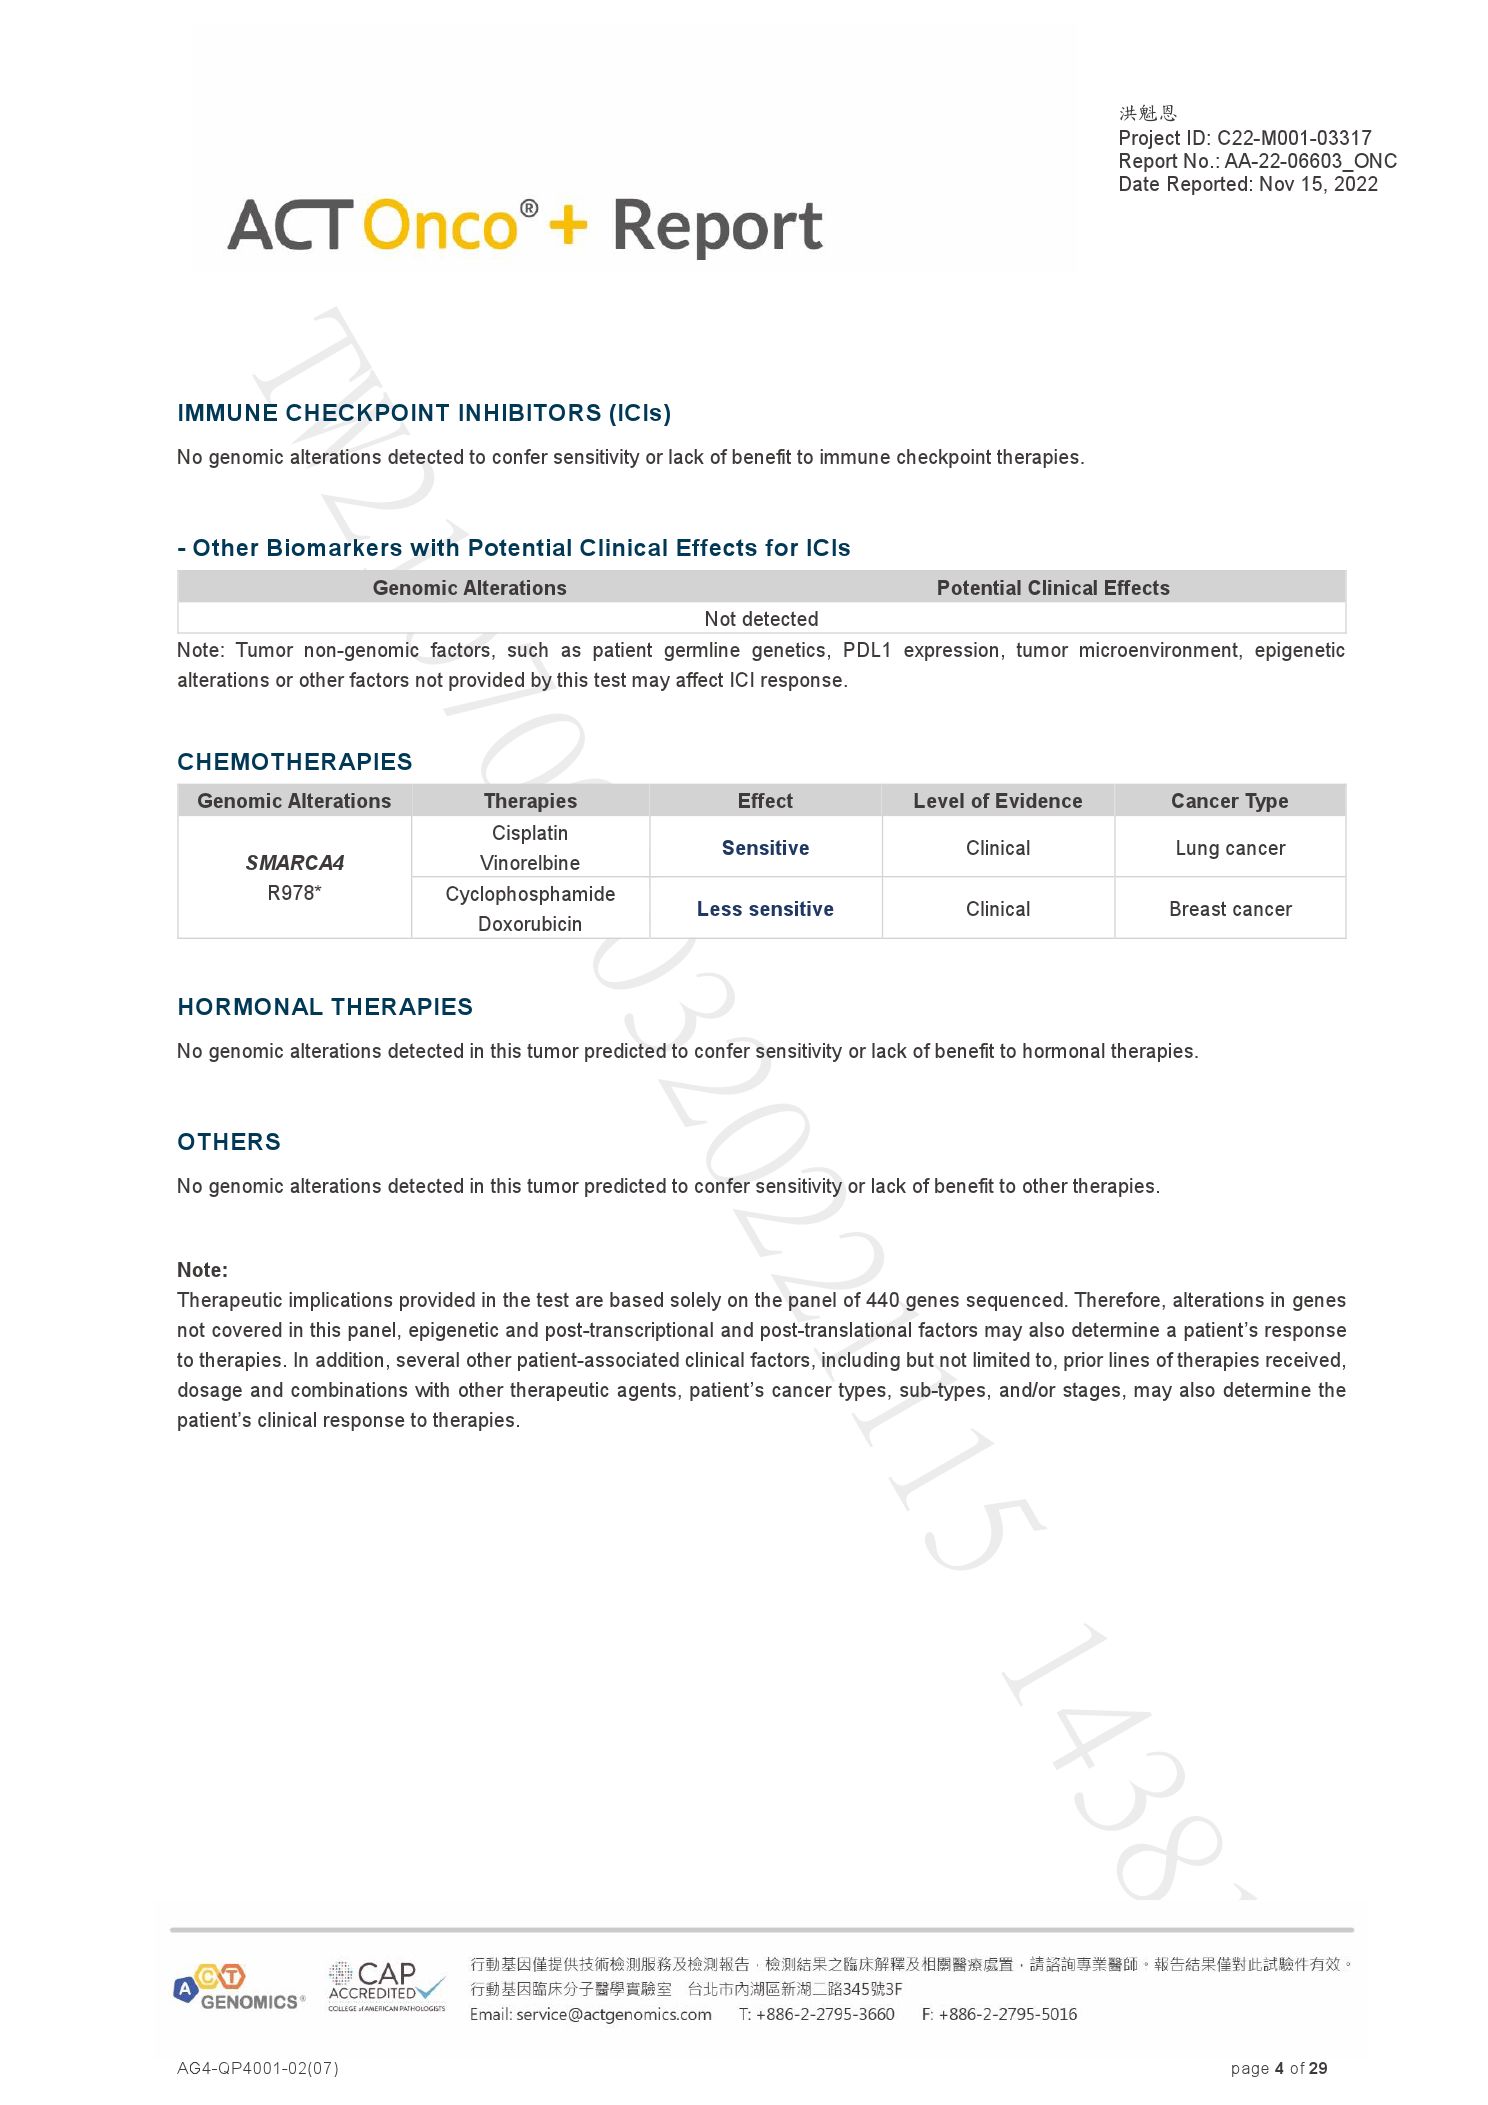 洪魁恩
Project ID: C22-M001-03317
Report No.: AA-22-06603_ONC
Date Reported: Nov 15, 2022
ACT Onco®+ Report
IMMUNE CHECKPOINT INHIBITORS (ICIs)
No genomic alterations detected to confer sensitivity or lack of benefit to immune checkpoint therapies.
- Other Biomarkers with Potential Clinical Effects for ICIs
Genomic Alterations Potential Clinical Effects
Not detected
Note: Tumor non-genomic factors, such as patient germline genetics, PDL1 expression, tumor microenvironment, epigenetic
alterations or other factors not provided by this test may affect ICI response.
CHEMOTHERAPIES
Genomic Alterations Therapies Effect Level of Evidence Cancer Type
SMARCA4
R978*
Cisplatin
Vinorelbine
Sensitive Clinical Lung cancer
Cyclophosphamide
Doxorubicin
Less sensitive Clinical Breast cancer
HORMONAL THERAPIES
No genomic alterations detected in this tumor predicted to confer sensitivity or lack of benefit to hormonal therapies.
OTHERS
No genomic alterations detected in this tumor predicted to confer sensitivity or lack of benefit to other therapies.
Note:
Therapeutic implications provided in the test are based solely on the panel of 440 genes sequenced. Therefore, alterations in genes
not covered in this panel, epigenetic and post-transcriptional and post-translational factors may also determine a patient's response
to therapies. In addition, several other patient-associated clinical factors, including but not limited to, prior lines of therapies received,
dosage and combinations with other therapeutic agents, patient's cancer types, sub-types, and/or stages, may also determine the
patient's clinical response to therapies.
ACT
GENOMICS®
CAP
ACCREDITED
COLLEGE of AMERICAN PATHOLOGISTS
行動基因僅提供技術檢測服務及檢測報告，檢測結果之臨床解釋及相關醫療處置，請諮詢專業醫師。報告結果僅對此試驗件有效。
行動基因臨床分子醫學實驗室 台北市內湖區新湖二路345號3F
Email: service@actgenomics.com T: +886-2-2795-3660 F: +886-2-2795-5016
AG4-QP4001-02(07)
page 4 of 29